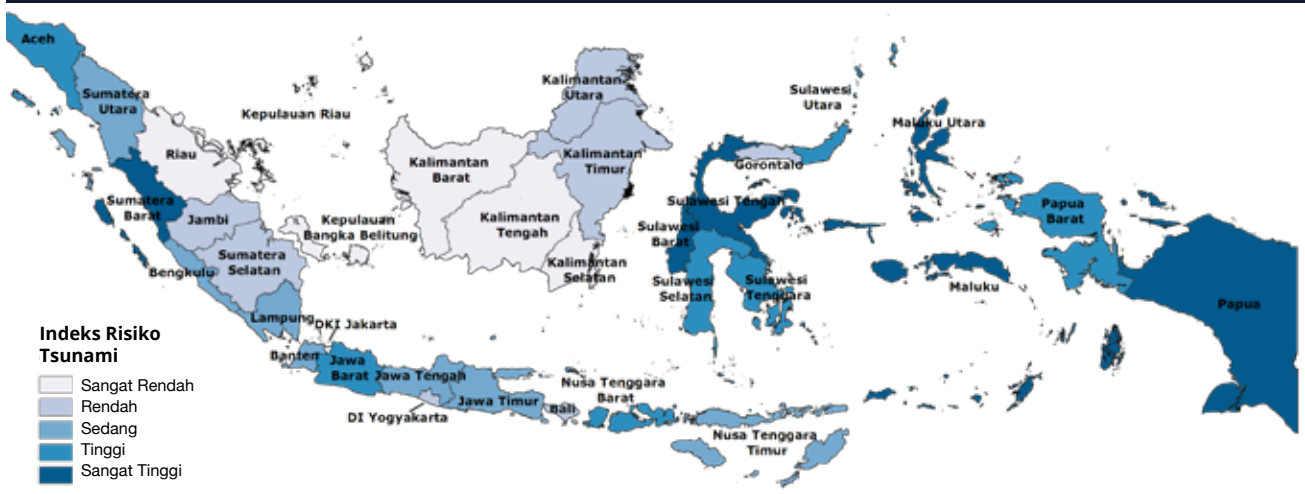 Aceh
Sumatera
Utara
Kepulauan Riau
Riau
Sumatera
Barat
Jambi
Kepulauan
Bangka Belitung
Sumatera
Selatan
Bengkulu
Lampung
DKI Jakarta
Banten
Jawa
Barat
Jawa Tengah
DI Yogyakarta
Jawa Timur
Bali
Nusa Tenggara
Barat
Nusa Tenggara
Timur
Kalimantan
Utara
Kalimantan
Barat
Kalimantan
Timur
Kalimantan
Tengah
Kalimantan
Selatan
Sulawesi
Utara
Gorontalo
Sulawesi Tengah
Sulawesi
Barat
Sulawesi
Selatan
Sulawesi
Tenggara
Maluku Utara
Maluku
Papua
Barat
Papua
Indeks Risiko
Tsunami
Sangat Rendah
Rendah
Sedang
Tinggi
Sangat Tinggi